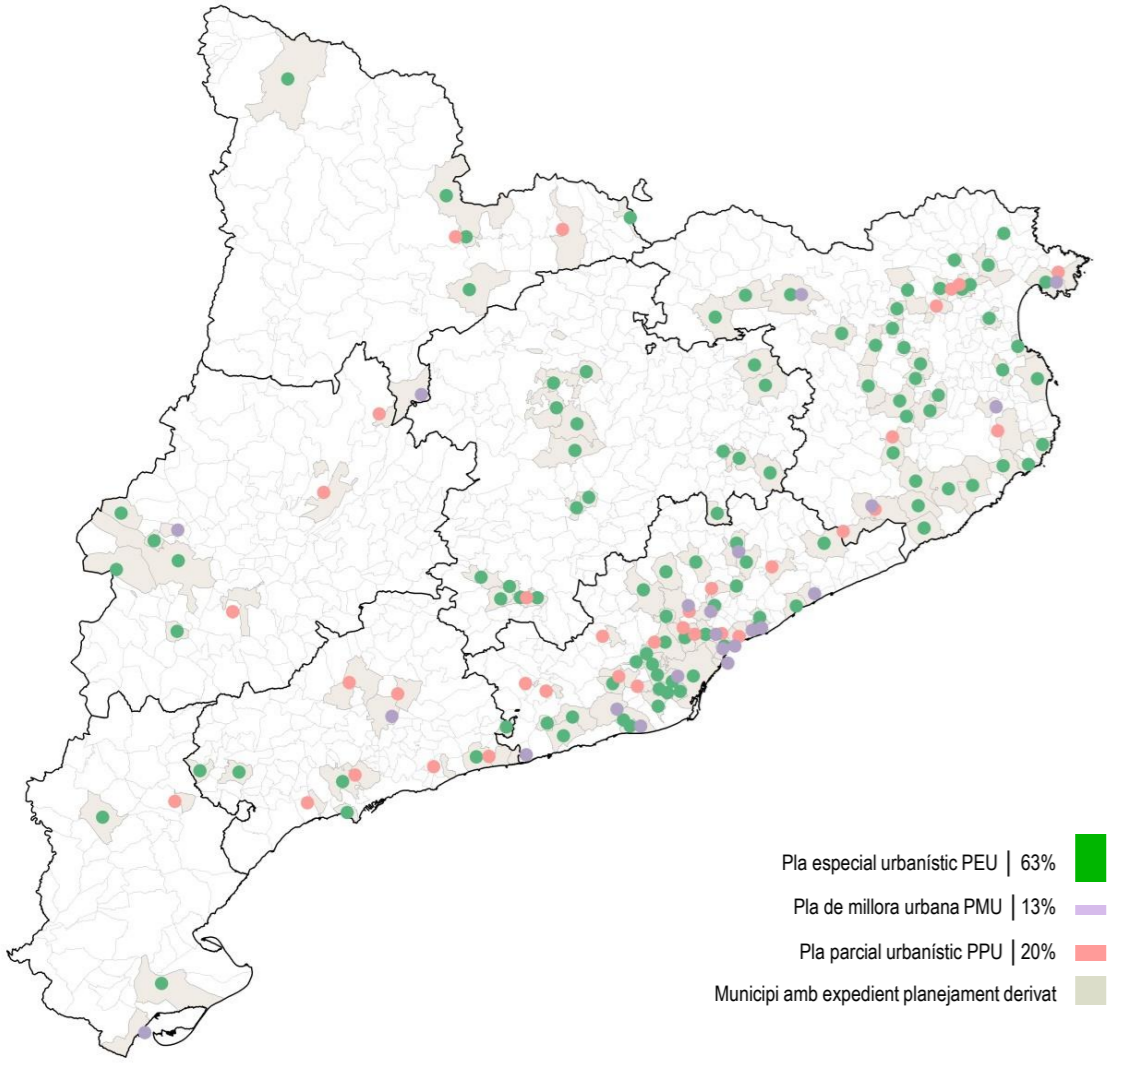 Pla especial urbanístic PEU | 63%
Pla de millora urbana PMU | 13%
Pla parcial urbanístic PPU | 20%
Municipi amb expedient planejament derivat